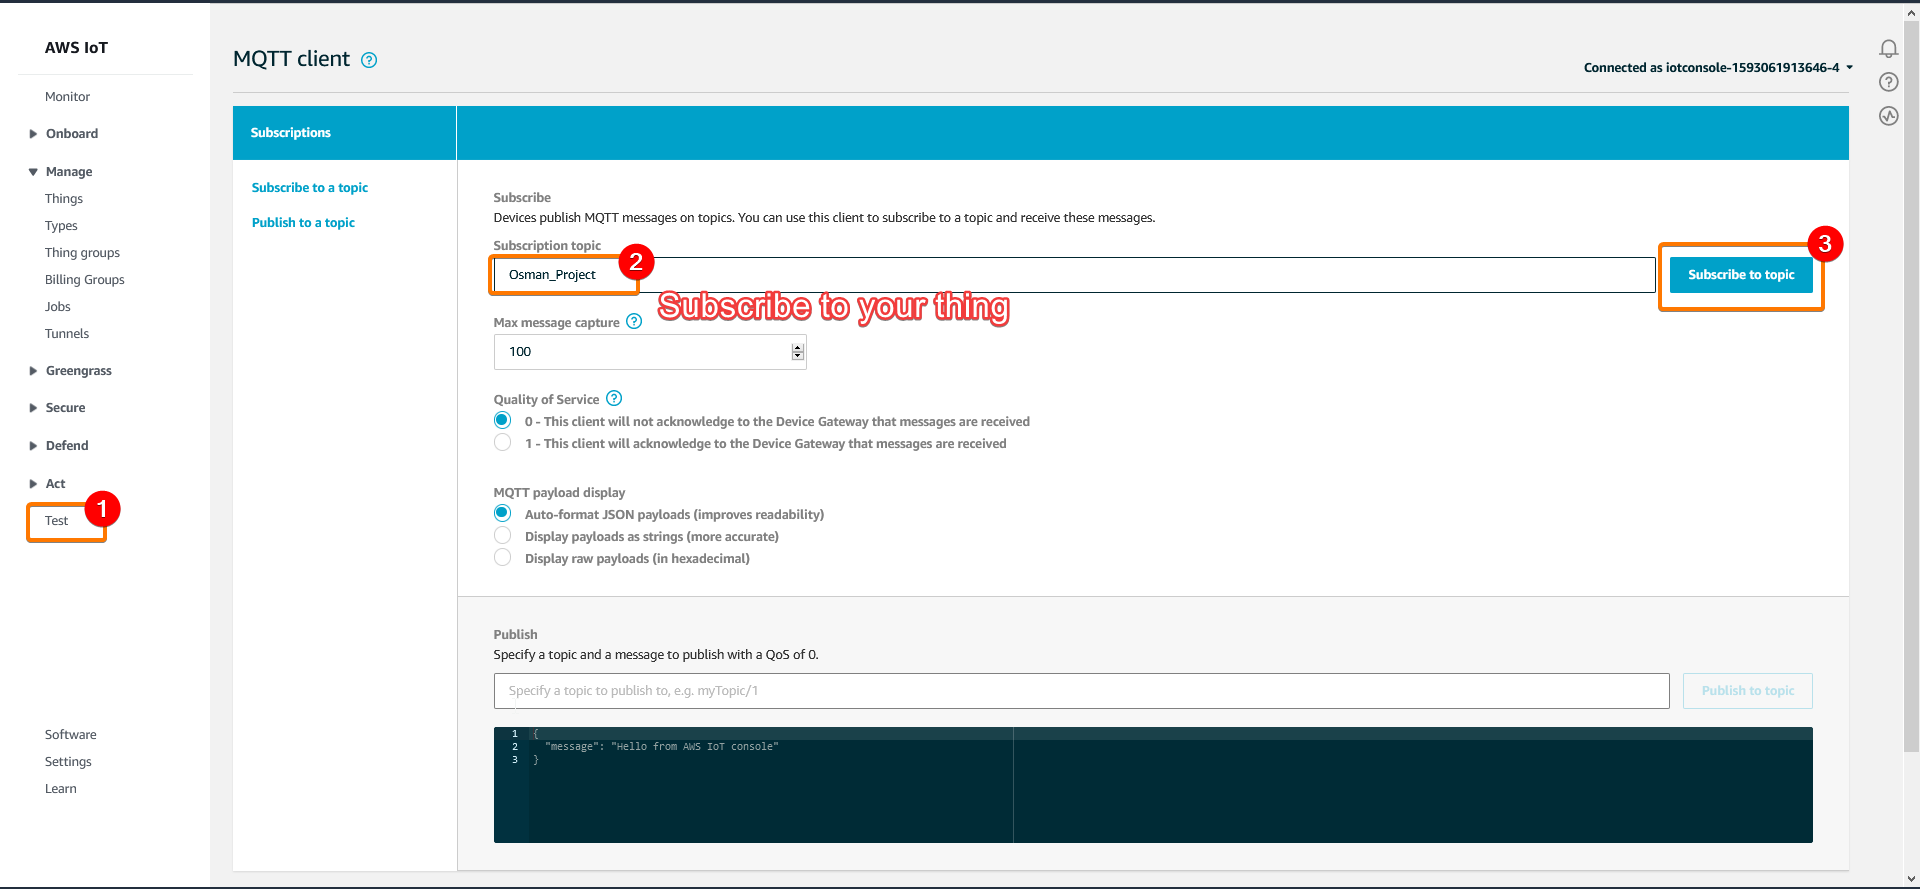 AWS IoT
Monitor
Onboard
Manage
Things
Types
Thing groups
Billing Groups
Jobs
Tunnels
Greengrass
Secure
Defend
Act
Test
1
Software
Settings
Learn
MQTT client ?
Connected as iotconsole-1593061913646-4
Subscriptions
Subscribe to a topic
Publish to a topic
Subscribe
Devices publish MQTT messages on topics. You can use this client to subscribe to a topic and receive these messages.
Subscription topic
Osman_Project
2
Subscribe to topic
3
Subscribe to your thing
Max message capture ?
100
Quality of Service ?
0 - This client will not acknowledge to the Device Gateway that messages are received
1 - This client will acknowledge to the Device Gateway that messages are received
MQTT payload display
Auto-format JSON payloads (improves readability)
Display payloads as strings (more accurate)
Display raw payloads (in hexadecimal)
Publish
Specify a topic and a message to publish with a QoS of 0.
Specify a topic to publish to, e.g. myTopic/1
Publish to topic
1 {
2 "message": "Hello from AWS IoT console"
3 }
?